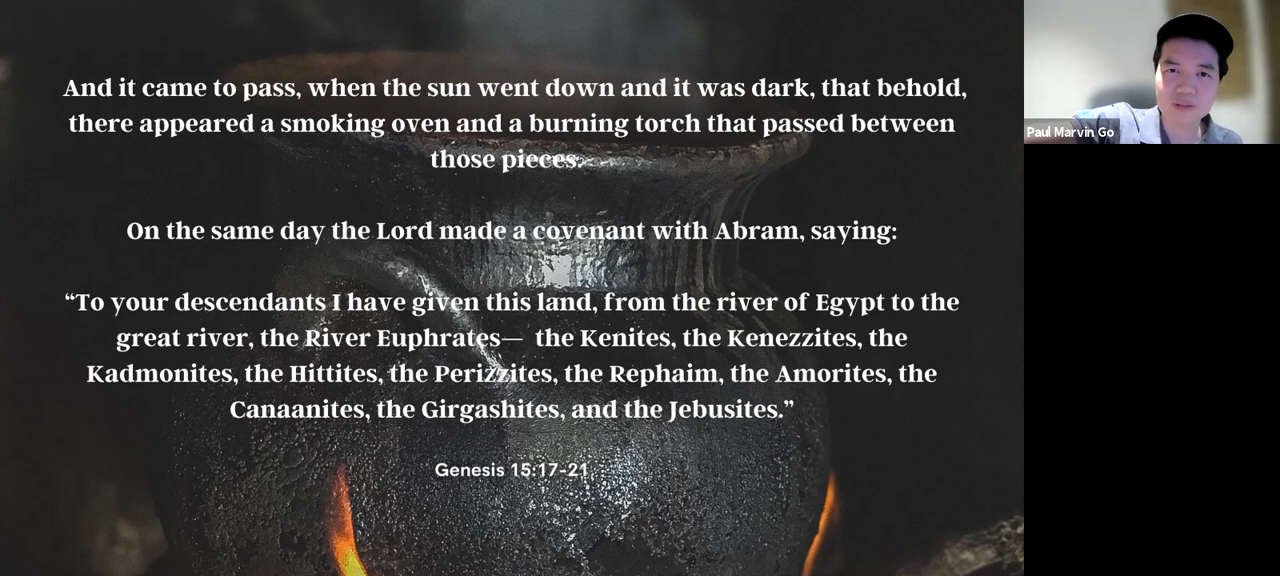 And it came to pass, when the sun went down and it was dark, that behold,
there appeared a smoking oven and a burning torch that passed between
those pieces.
On the same day the Lord made a covenant with Abram, saying:
“To your descendants I have given this land, from the river of Egypt to the
great river, the River Euphrates— the Kenites, the Kenezzites, the
Kadmonites, the Hittites, the Perizzites, the Rephaim, the Amorites, the
Canaanites, the Girgashites, and the Jebusites.”
Genesis 15:17-21
Paul Marvin Go